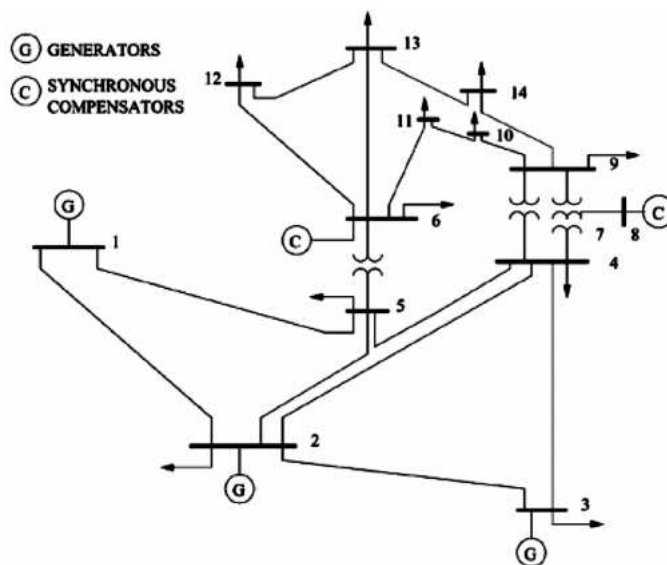 G GENERATORS
C SYNCHRONOUS
COMPENSATORS
13
12
14
11
10
9
G
C
6
C
7
8
1
4
5
2
G
3
G